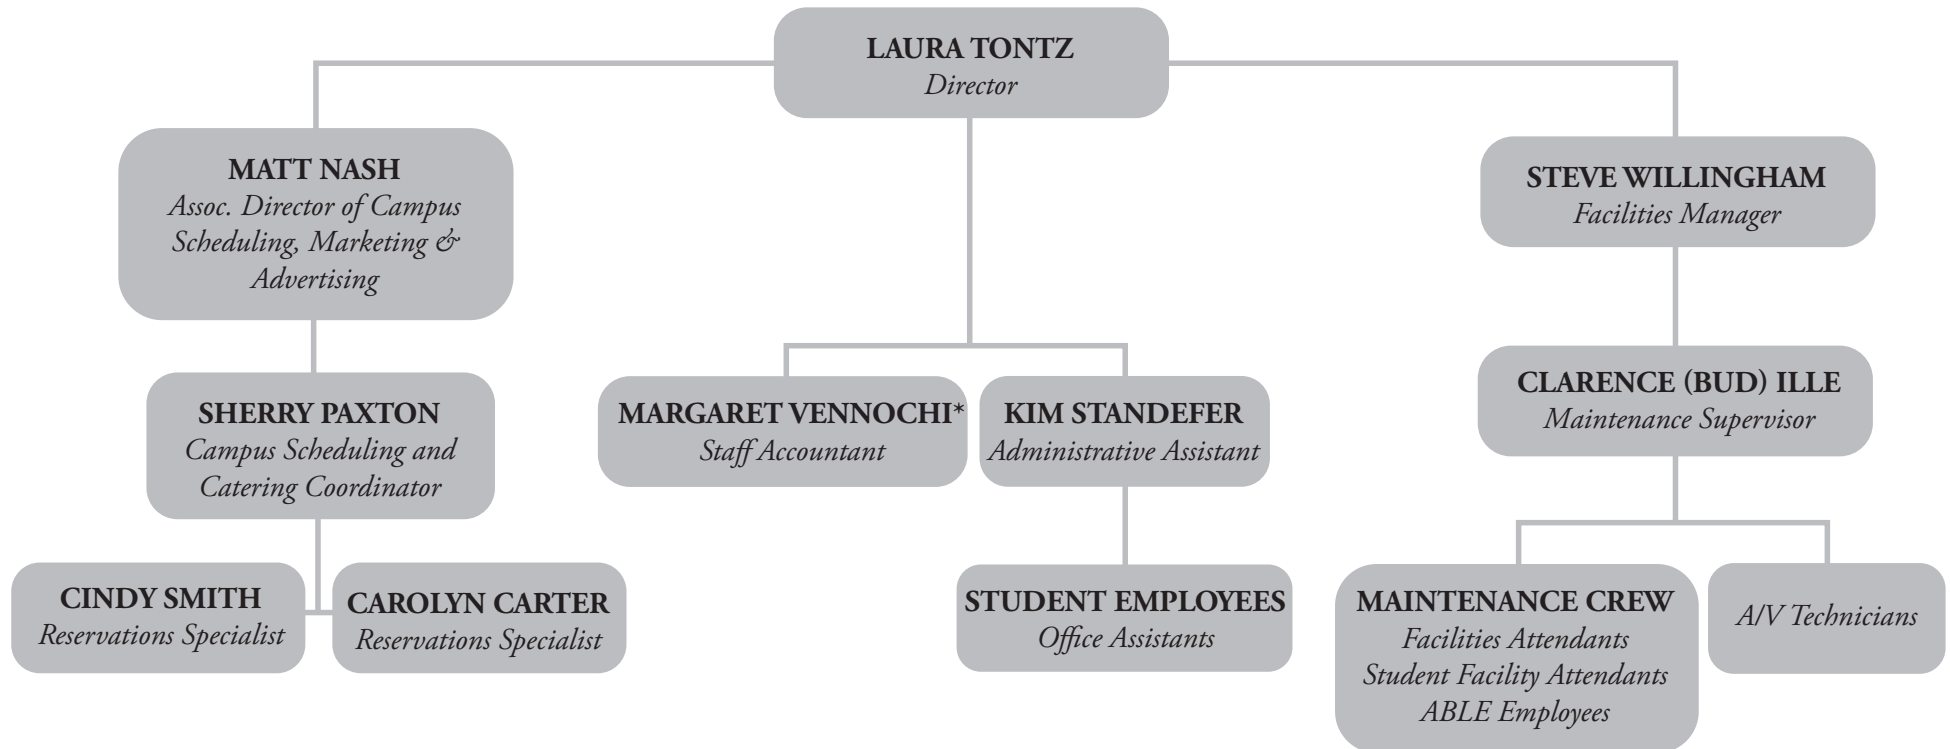 LAURA TONTZ
Director
MATT NASH
Assoc. Director of Campus
Scheduling, Marketing &
Advertising
STEVE WILLINGHAM
Facilities Manager
SHERRY PAXTON
Campus Scheduling and
Catering Coordinator
MARGARET VENNOCHI*
Staff Accountant
KIM STANDEFER
Administrative Assistant
CLARENCE (BUD) ILLE
Maintenance Supervisor
CINDY SMITH
Reservations Specialist
CAROLYN CARTER
Reservations Specialist
STUDENT EMPLOYEES
Office Assistants
MAINTENANCE CREW
Facilities Attendants
Student Facility Attendants
ABLE Employees
A/V Technicians